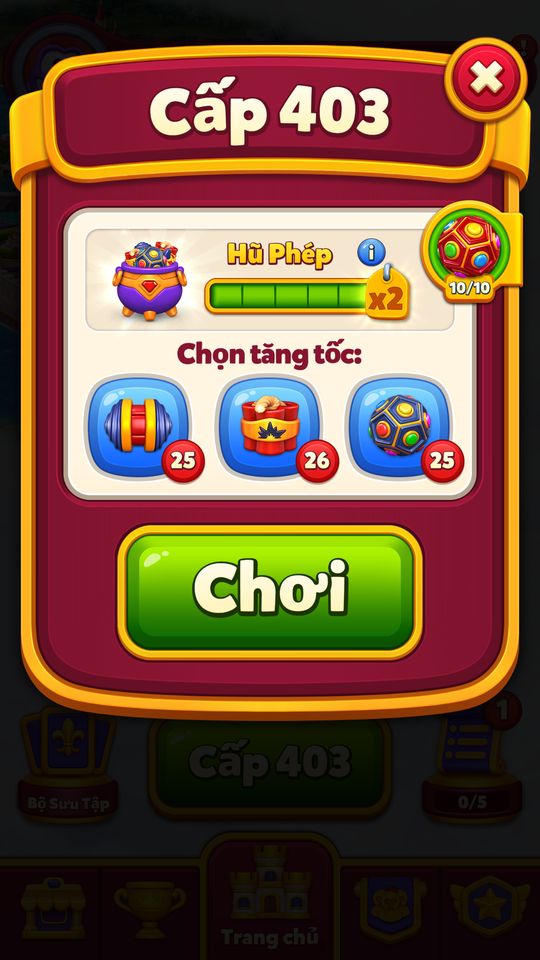 Cấp 403
Hũ Phép
i
x2
10/10
Chọn tăng tốc:
25
26
25
Chơi
Cấp 403
1
Bộ Sưu Tập
0/5
Trang chủ